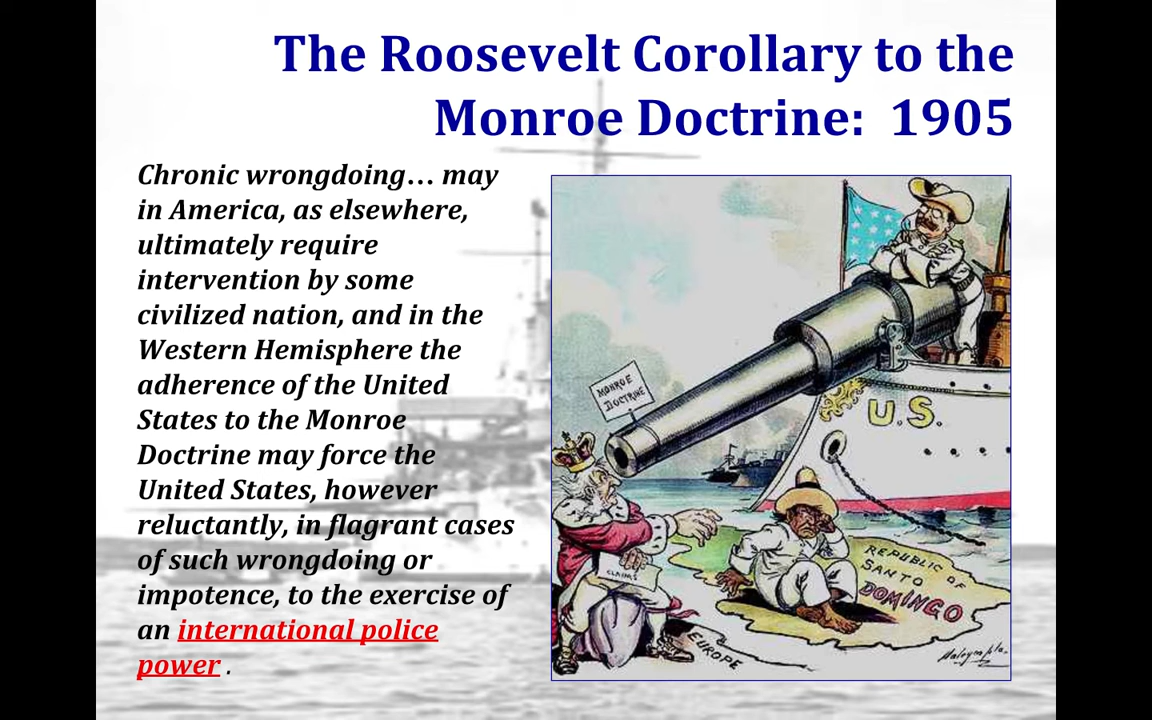 The Roosevelt Corollary to the
Monroe Doctrine:  1905
Chronic wrongdoing… may
in America, as elsewhere,
ultimately require
intervention by some
civilized nation, and in the
Western Hemisphere the
adherence of the United
States to the Monroe
Doctrine may force the
United States, however
reluctantly, in flagrant cases
of such wrongdoing or
impotence, to the exercise of
an international police
power .
MONROE
DOCTRINE
U.S.
CLAIMS
REPUBLIC OF
SANTO
DOMINGO
EUROPE